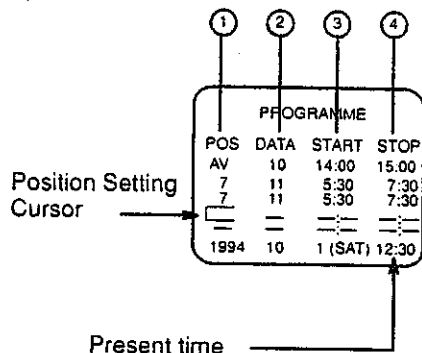 1 2 3 4
PROGRAMME
POS DATA START STOP
AV 10 14:00 15:00
7 11 5:30 7:30
7 11 5:30 7:30
Position Setting
Cursor
1994 10 1 (SAT) 12:30
Present time